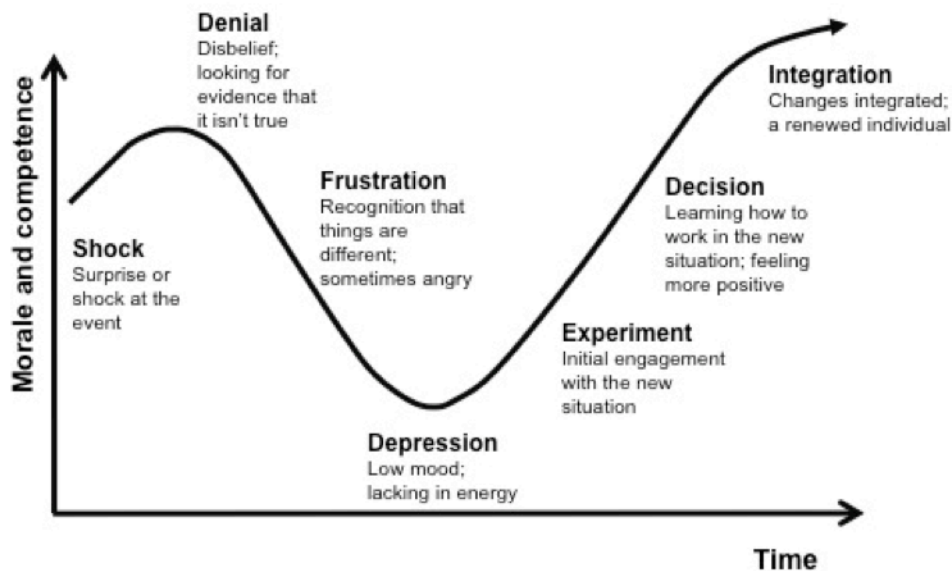 Denial
Disbelief;
looking for
evidence that
it isn't true
Integration
Changes integrated;
a renewed individual
Frustration
Recognition that
things are
different;
sometimes angry
Decision
Learning how to
work in the new
situation; feeling
more positive
Shock
Surprise or
shock at the
event
Experiment
Initial engagement
with the new
situation
Depression
Low mood;
lacking in energy
Morale and competence
Time